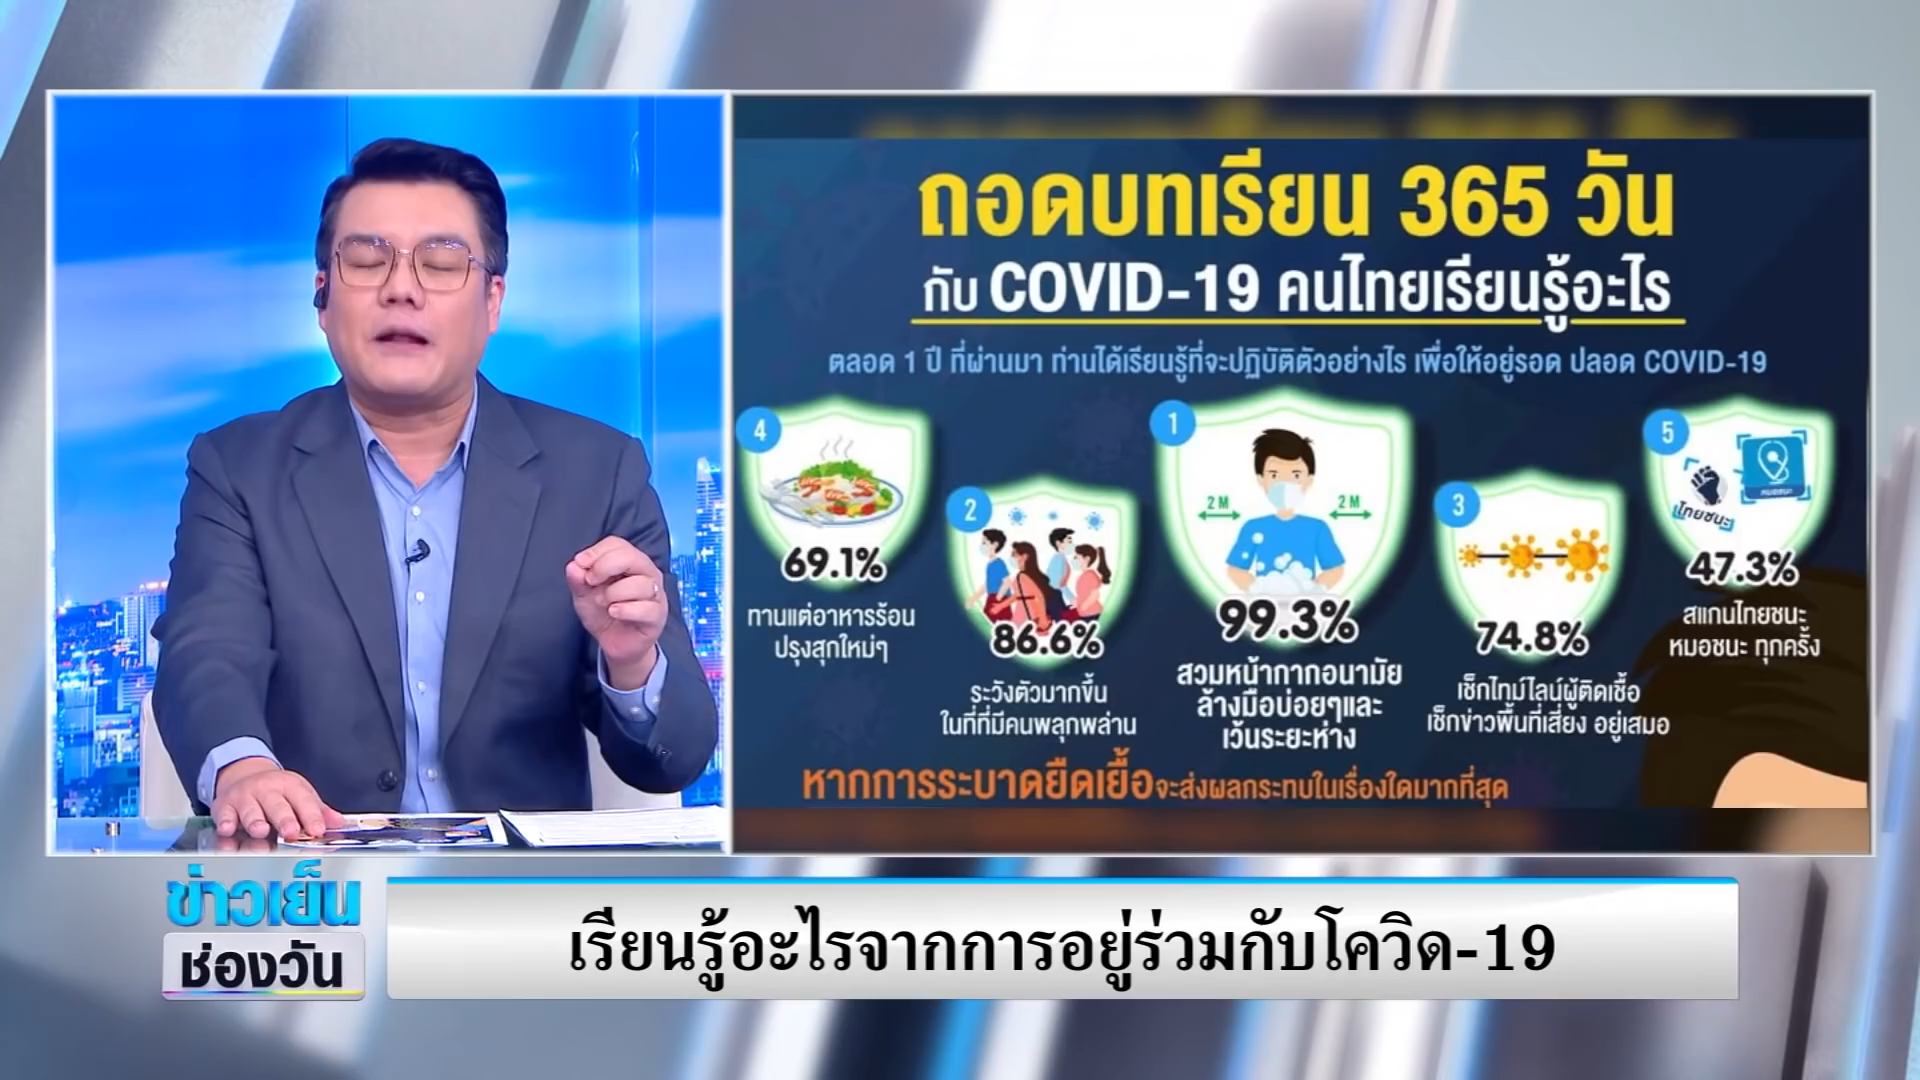 ถอดบทเรียน 365 วัน
กับ COVID-19 คนไทยเรียนรู้อะไร
ตลอด 1 ปี ที่ผ่านมา ท่านได้เรียนรู้ที่จะปฏิบัติตัวอย่างไร เพื่อให้อยู่รอด ปลอด COVID-19
4
69.1%
ทานแต่อาหารร้อน
ปรุงสุกใหม่ๆ
2
86.6%
ระวังตัวมากขึ้น
ในที่ที่มีคนพลุกพล่าน
1
2 M
2 M
99.3%
สวมหน้ากากอนามัย
ล้างมือบ่อยๆและ
เว้นระยะห่าง
3
74.8%
เช็กไทม์ไลน์ผู้ติดเชื้อ
เช็กข่าวพื้นที่เสี่ยง อยู่เสมอ
5
ไทยชนะ
หมอชนะ
47.3%
สแกนไทยชนะ
หมอชนะ ทุกครั้ง
หากการระบาดยืดเยื้อจะส่งผลกระทบในเรื่องใดมากที่สุด
ข่าวเย็น
ช่องวัน
เรียนรู้อะไรจากการอยู่ร่วมกับโควิด-19